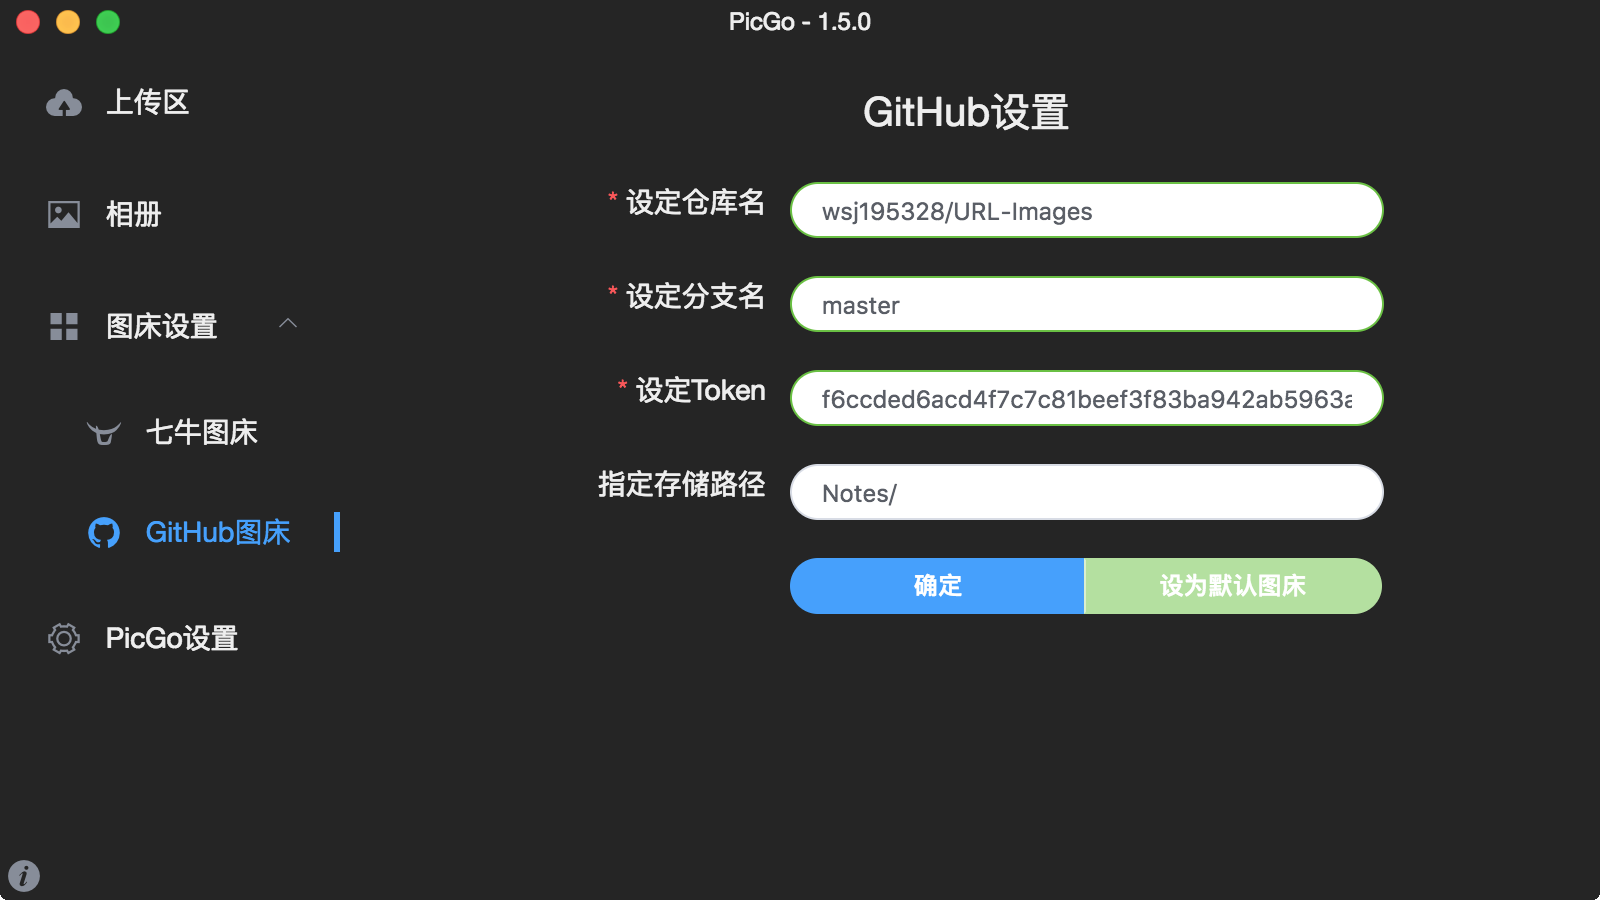 PicGo - 1.5.0
上传区
相册
图床设置
七牛图床
GitHub图床
PicGo设置
GitHub设置
* 设定仓库名
wsj195328/URL-Images
* 设定分支名
master
* 设定Token
f6ccded6acd4f7c7c81beef3f83ba942ab5963a
指定存储路径
Notes/
确定
设为默认图床